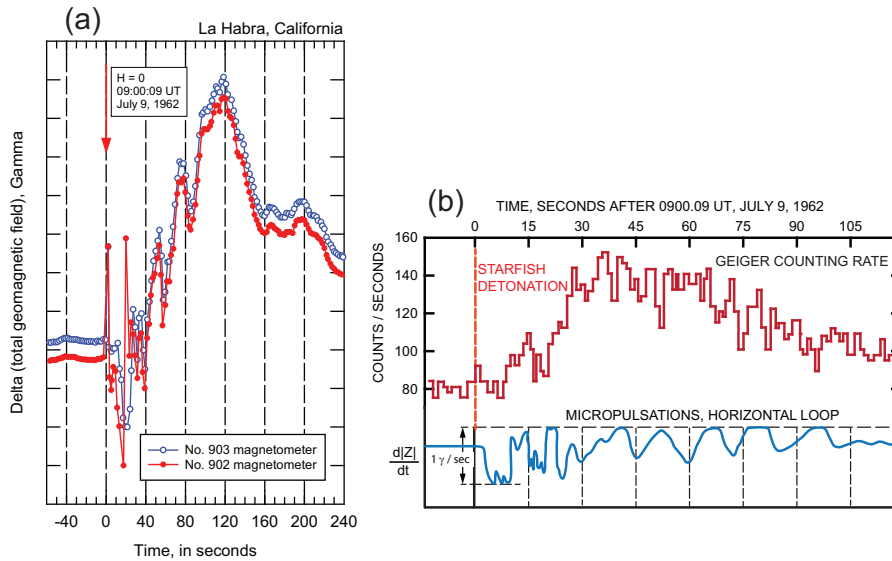 (a)
La Habra, California
H = 0
09:00:09 UT
July 9, 1962
Delta (total geomagnetic field), Gamma
No. 903 magnetometer
No. 902 magnetometer
-40 0 40 80 120 160 200 240
Time, in seconds
(b)
TIME, SECONDS AFTER 0900.09 UT, JULY 9, 1962
0 15 30 45 60 75 90 105
160
140
120
100
80
COUNTS / SECONDS
STARFISH
DETONATION
GEIGER COUNTING RATE
MICROPULSATIONS, HORIZONTAL LOOP
d|Z|
dt
1 γ / sec